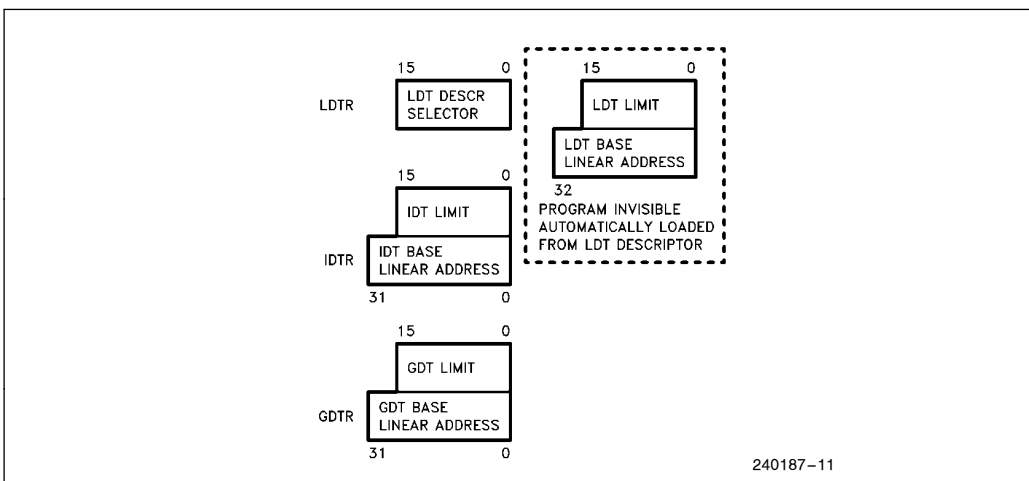 15 0
LDTR
LDT DESCR
SELECTOR
15 0
LDT LIMIT
LDT BASE
LINEAR ADDRESS
32
PROGRAM INVISIBLE
AUTOMATICALLY LOADED
FROM LDT DESCRIPTOR
15 0
IDT LIMIT
IDTR
IDT BASE
LINEAR ADDRESS
31 0
15 0
GDT LIMIT
GDTR
GDT BASE
LINEAR ADDRESS
31 0
240187–11